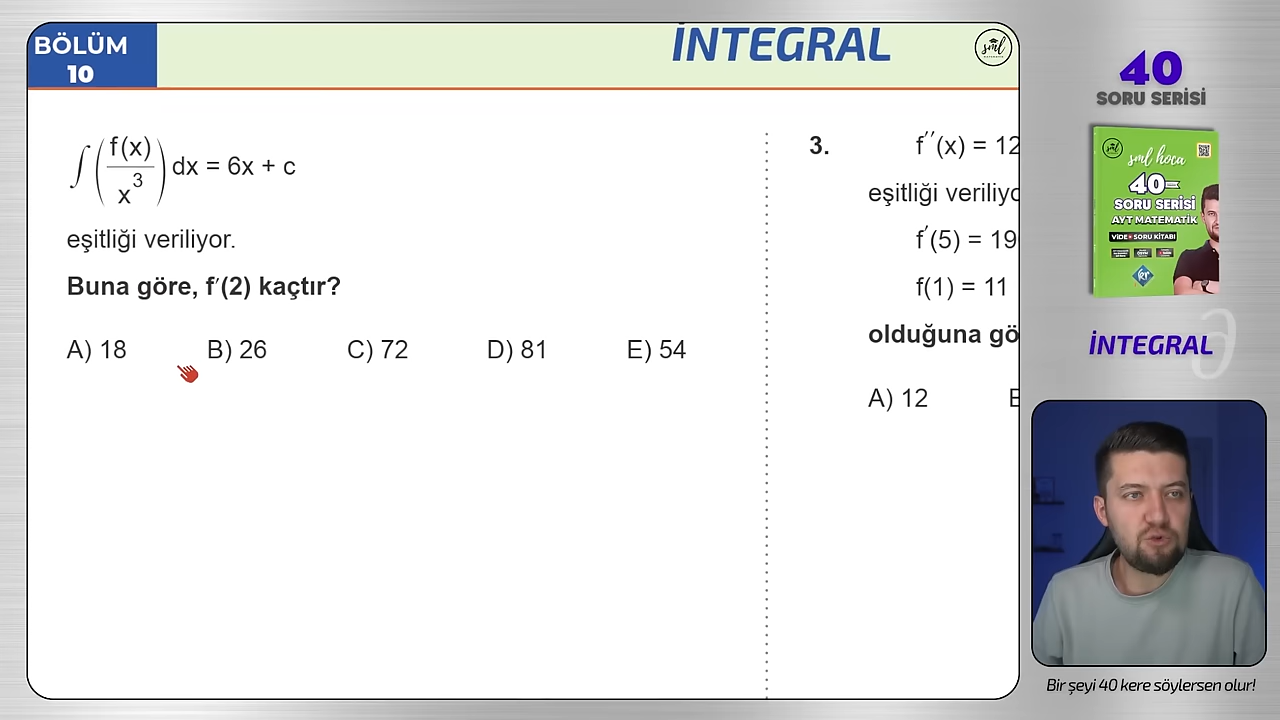 BÖLÜM
10
İNTEGRAL
∫ (f(x)/x³) dx = 6x + c
eşitliği veriliyor.
Buna göre, f′(2) kaçtır?
A) 18 B) 26 C) 72 D) 81 E) 54
3. f′′(x) = 12
eşitliği veriliyo
f′(5) = 19
f(1) = 11
olduğuna gö
A) 12
40
SORU SERİSİ
sml hoca
40
SORU SERİSİ
AYT MATEMATİK
VİDEO SORU KİTABI
İNTEGRAL
Bir şeyi 40 kere söylersen olur!